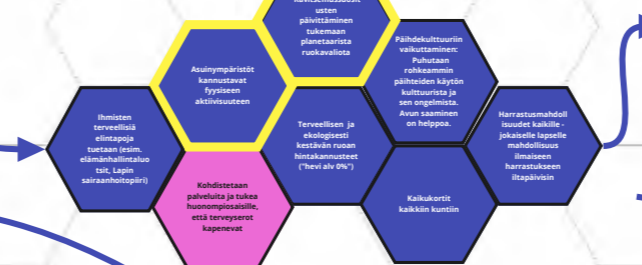 usten
päivittäminen
tukemaan
planetaarista
ruokavaliota
Asuinympäristöt
kannustavat
fyysiseen
aktiivisuuteen
Päihdekulttuuriin
vaikuttaminen:
Puhutaan
rohkeammin
päihteiden käytön
kulttuurista ja
sen ongelmista.
Avun saaminen
on helppoa.
Ihmisten
terveellisiä
elintapoja
tuetaan (esim.
elämänhallintaluo
tsit, Lapin
sairaanhoitopiiri)
Terveellisen ja
ekologisesti
kestävän ruoan
hintakannusteet
("hevi alv 0%")
Harrastusmahdoll
isuudet kaikille -
jokaiselle lapselle
mahdollisuus
ilmaiseen
harrastukseen
iltapäivisin
Kohdistetaan
palveluita ja tukea
huonompiosaisille,
että terveyserot
kapenevat
Kaikukortit
kaikkiin kuntiin